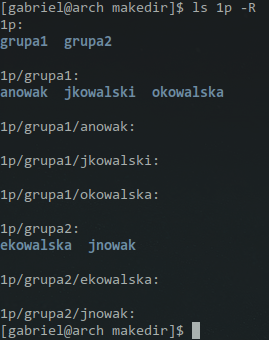 [gabriel@arch makedir]$ ls 1p -R
1p:
grupa1  grupa2

1p/grupa1:
anowak  jkowalski  okowalska

1p/grupa1/anowak:

1p/grupa1/jkowalski:

1p/grupa1/okowalska:

1p/grupa2:
ekowalska  jnowak

1p/grupa2/ekowalska:

1p/grupa2/jnowak:
[gabriel@arch makedir]$